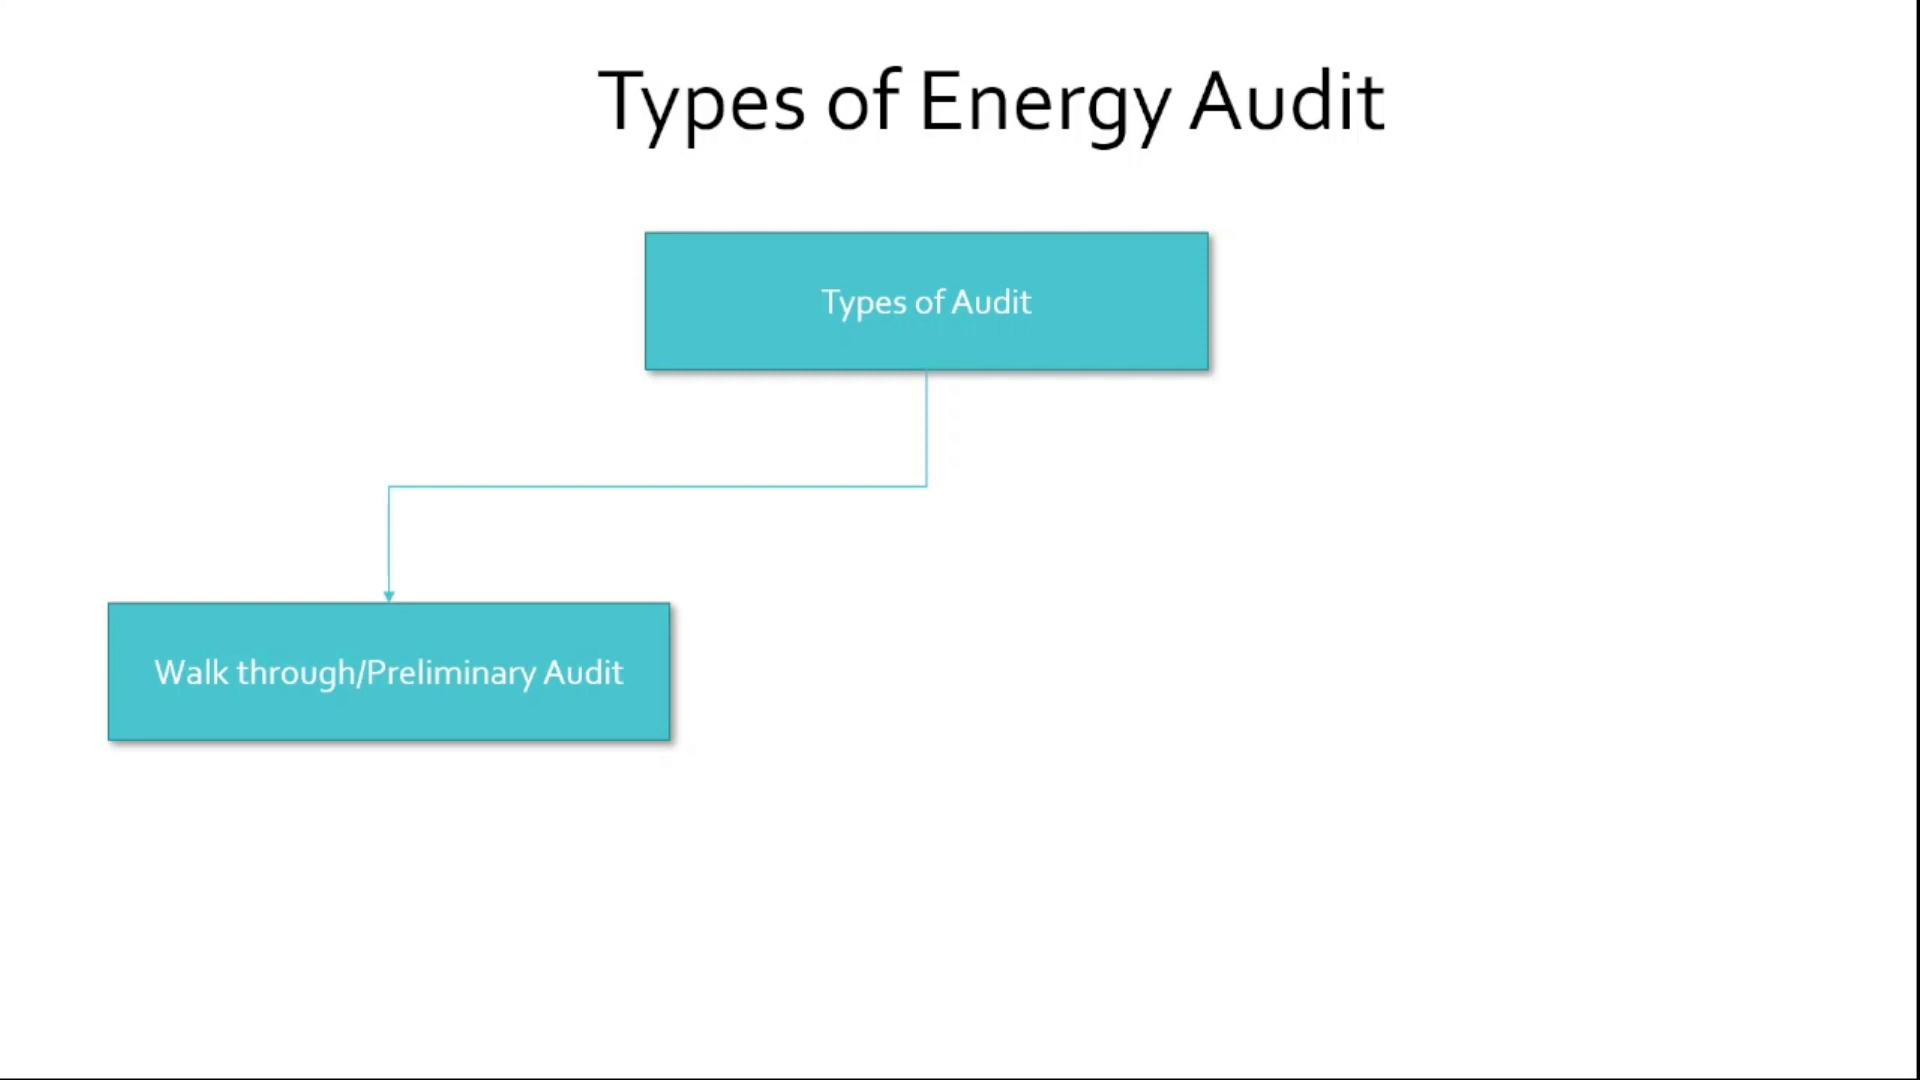 Types of Energy Audit
Types of Audit
Walk through/Preliminary Audit